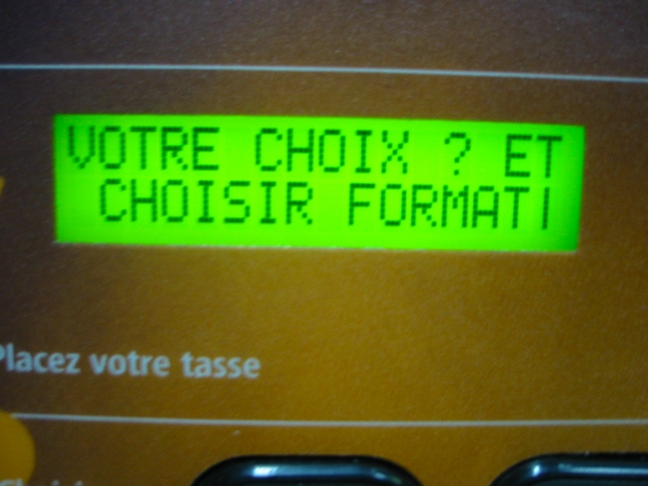 VOTRE CHOIX ? ET
CHOISIR FORMATI
Placez votre tasse